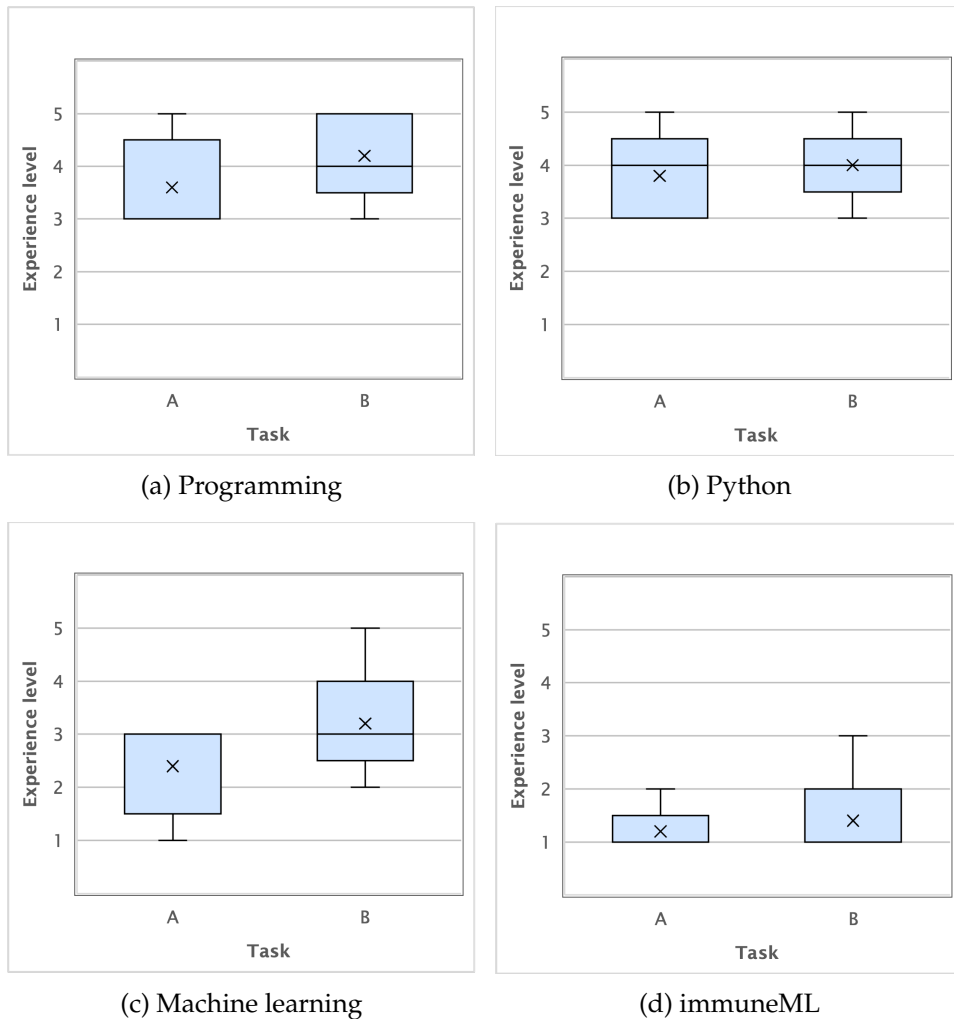 Experience level
5
4
3
2
1
A B
Task
(a) Programming
Experience level
5
4
3
2
1
A B
Task
(b) Python
Experience level
5
4
3
2
1
A B
Task
(c) Machine learning
Experience level
5
4
3
2
1
A B
Task
(d) immuneML